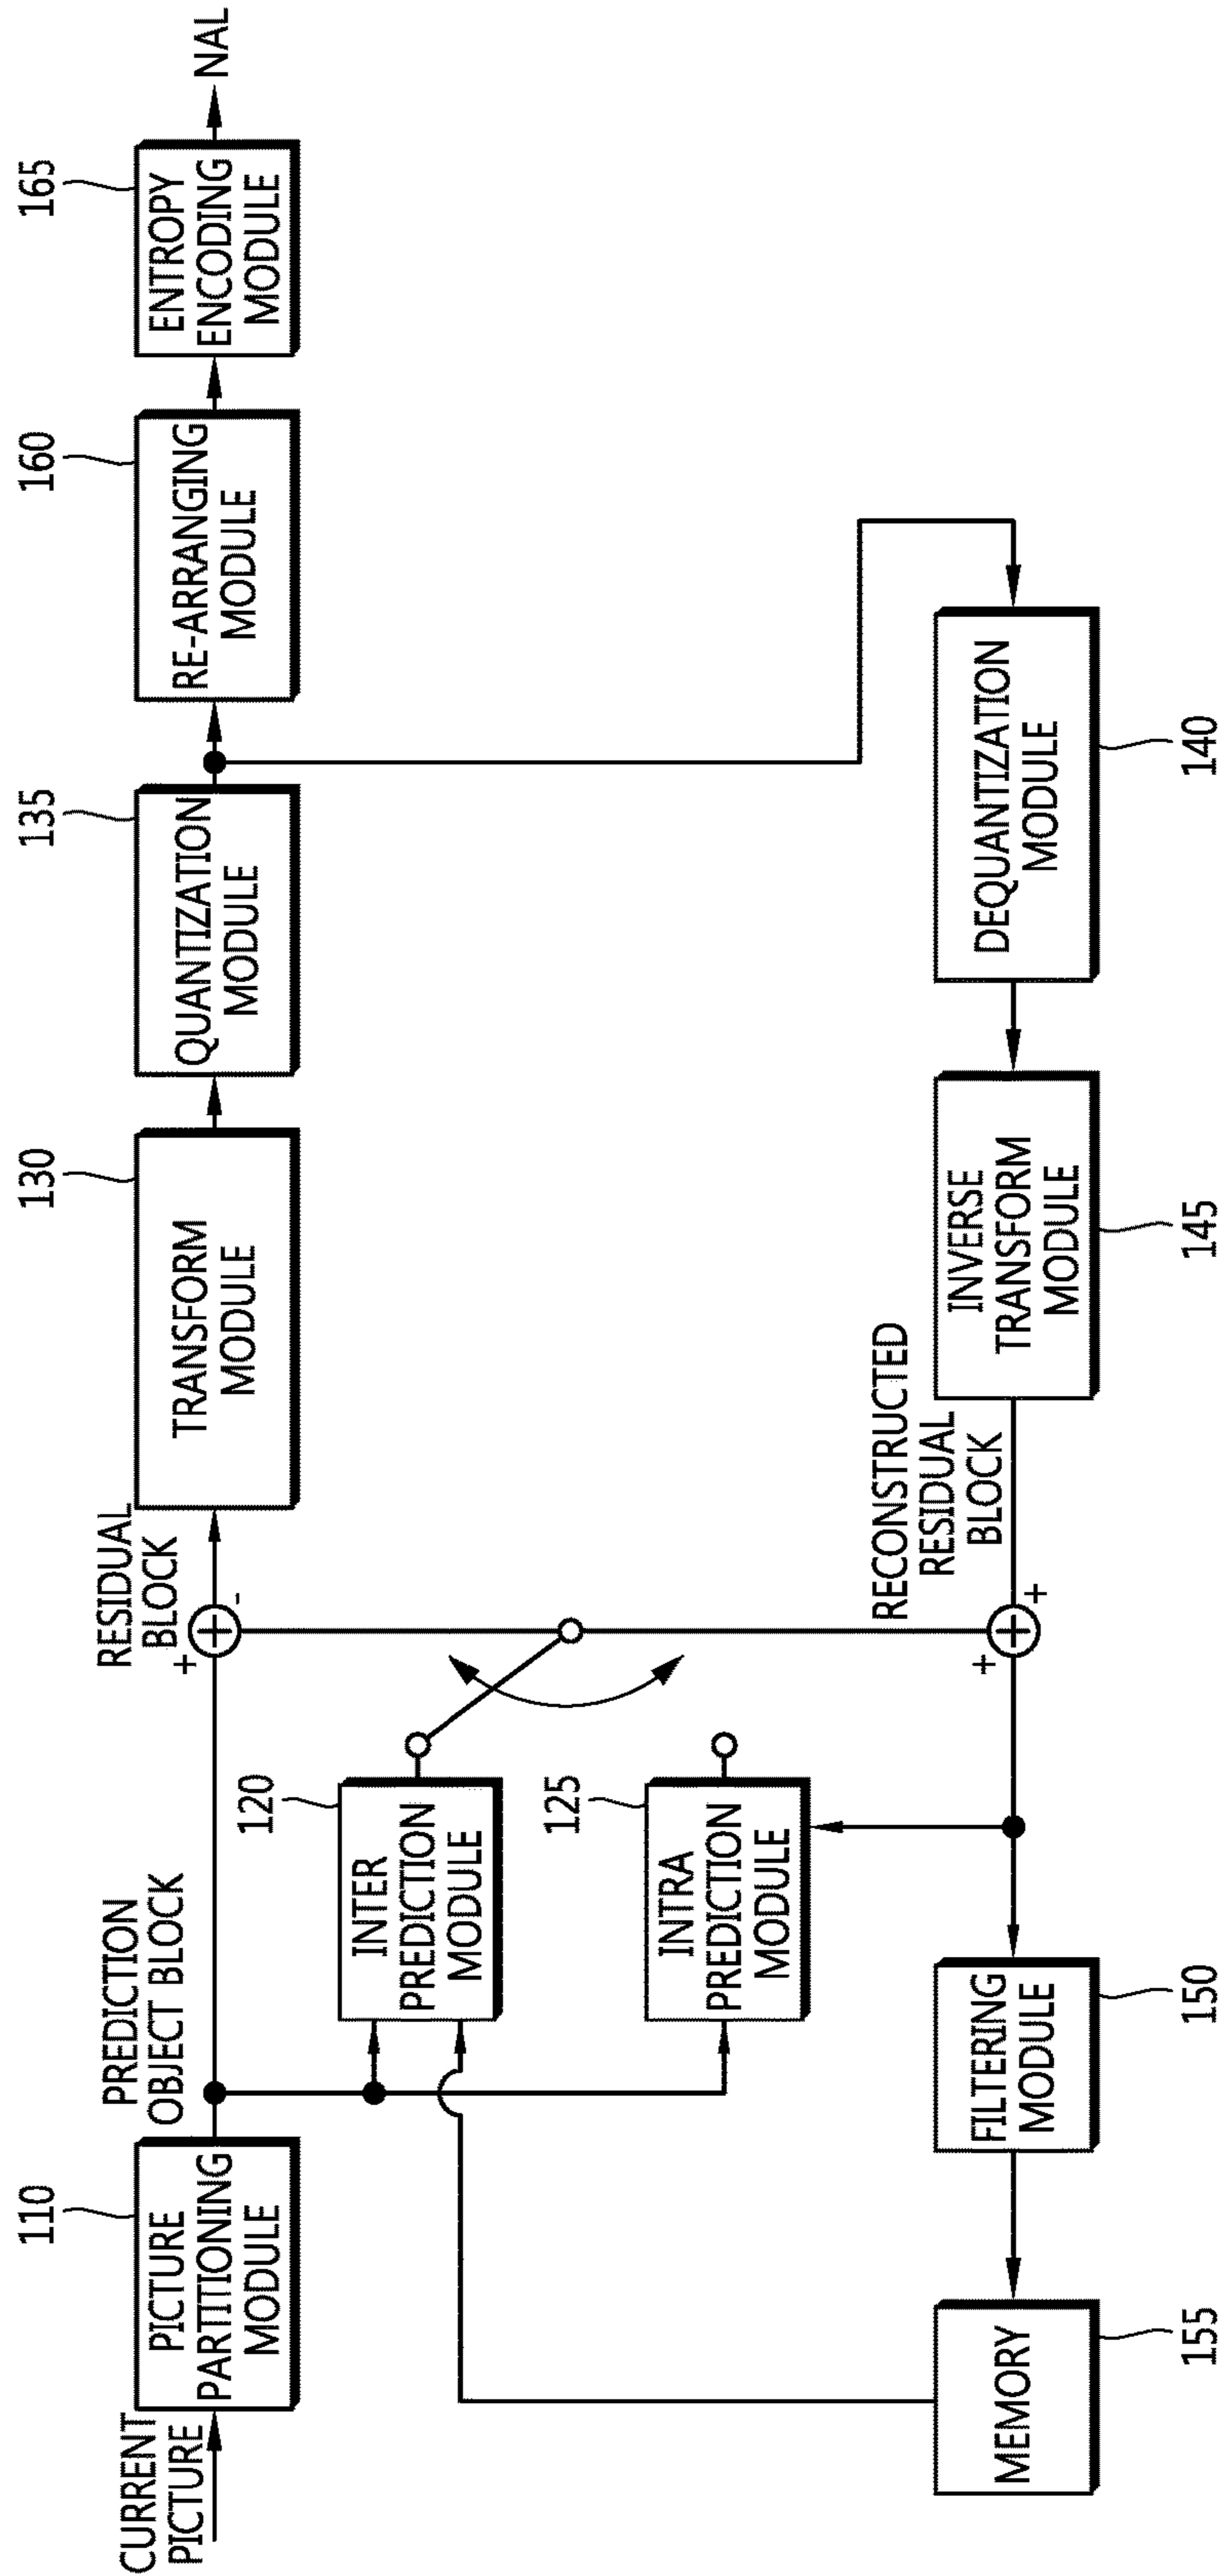 CURRENT
PICTURE
110
PICTURE
PARTITIONING
MODULE
PREDICTION
OBJECT BLOCK
RESIDUAL
BLOCK
+
-
130
TRANSFORM
MODULE
135
QUANTIZATION
MODULE
160
RE-ARRANGING
MODULE
165
ENTROPY
ENCODING
MODULE
NAL
120
INTER
PREDICTION
MODULE
125
INTRA
PREDICTION
MODULE
MEMORY
155
FILTERING
MODULE
150
+
+
RECONSTRUCTED
RESIDUAL
BLOCK
INVERSE
TRANSFORM
MODULE
145
DEQUANTIZATION
MODULE
140